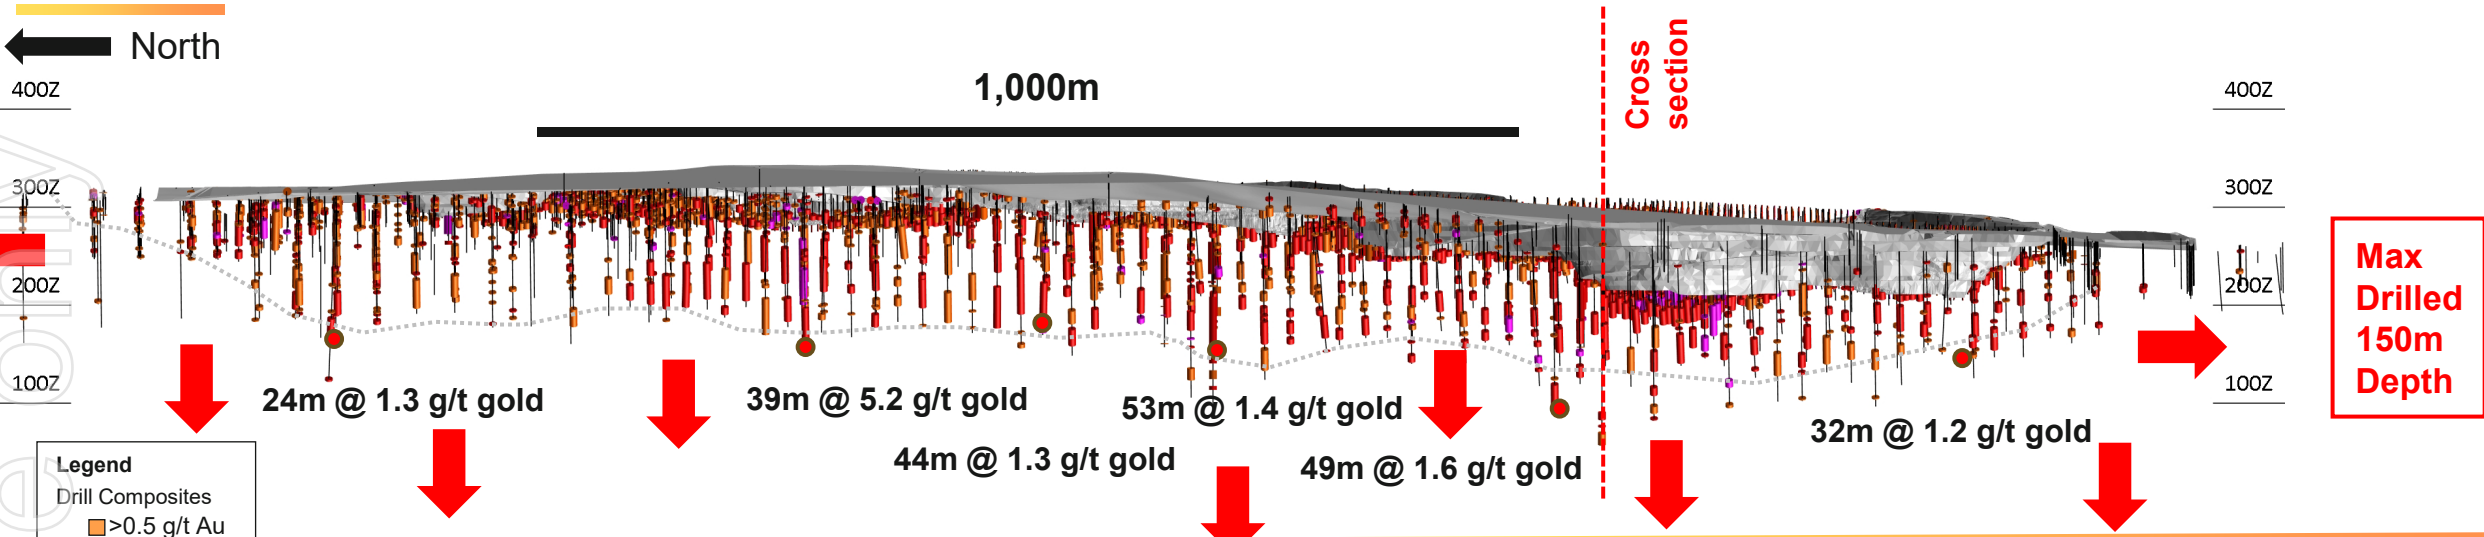 North
400Z
400Z
1,000m
Cross
section
300Z
300Z
200Z
200Z
Max
Drilled
150m
Depth
100Z
100Z
24m @ 1.3 g/t gold
39m @ 5.2 g/t gold
53m @ 1.4 g/t gold
44m @ 1.3 g/t gold
49m @ 1.6 g/t gold
32m @ 1.2 g/t gold
Legend
Drill Composites
>0.5 g/t Au
only